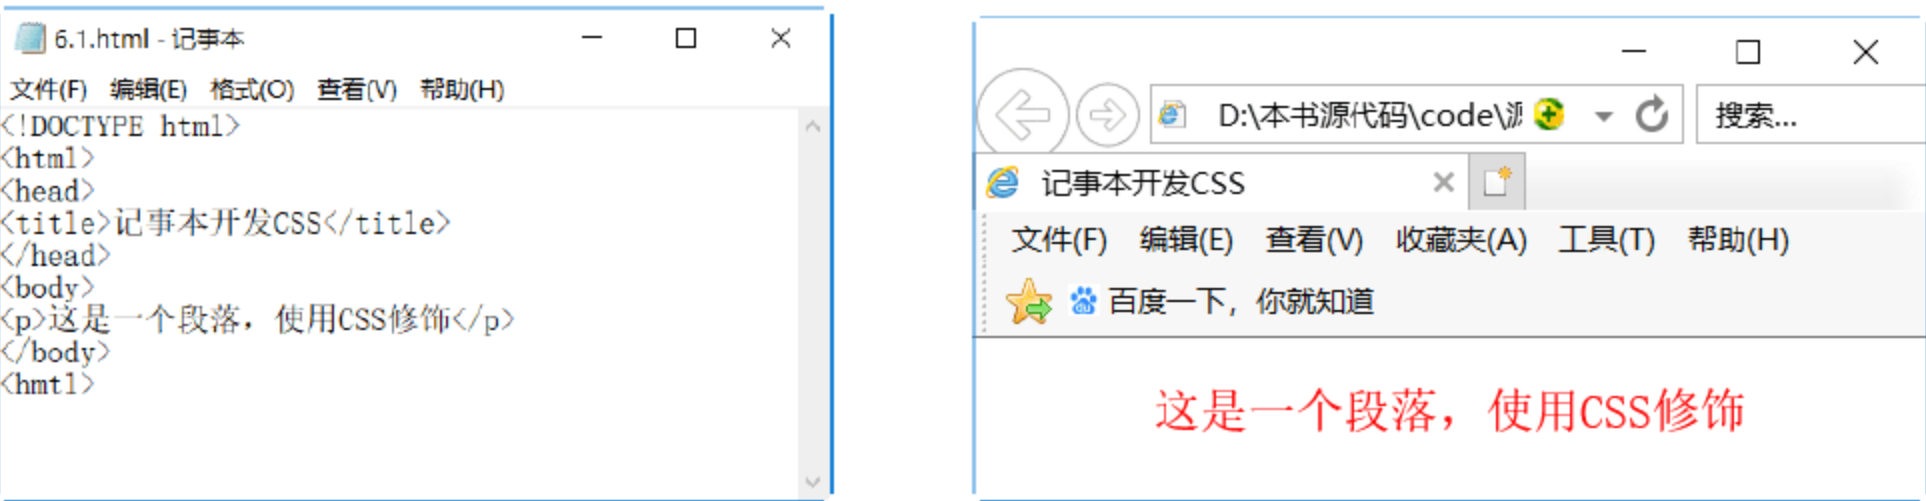 6.1.html - 记事本
文件(F) 编辑(E) 格式(O) 查看(V) 帮助(H)
<!DOCTYPE html>
<html>
<head>
<title>记事本开发CSS</title>
</head>
<body>
<p>这是一个段落，使用CSS修饰</p>
</body>
<hmtl>
D:\本书源代码\code\源
搜索...
记事本开发CSS
文件(F) 编辑(E) 查看(V) 收藏夹(A) 工具(T) 帮助(H)
百度一下，你就知道
这是一个段落，使用CSS修饰